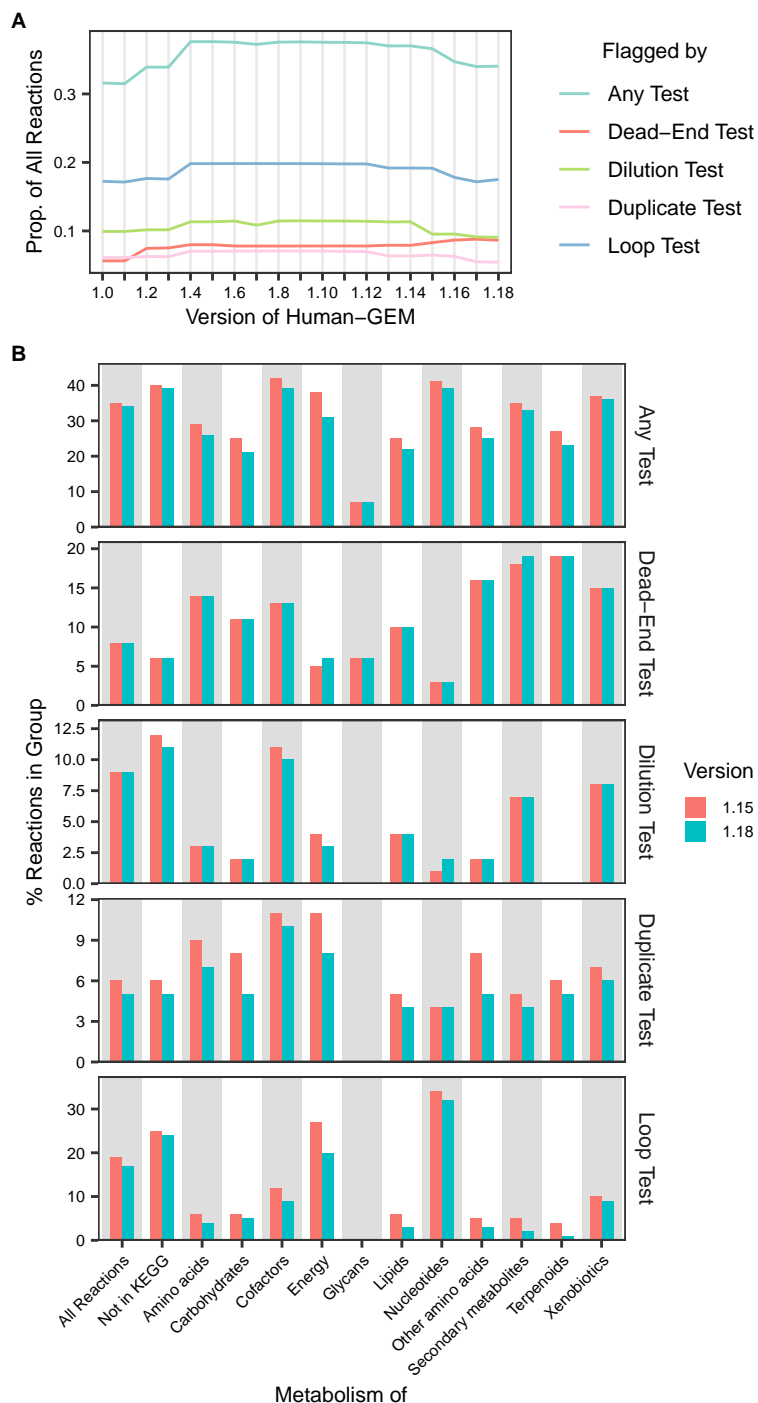 A
Prop. of All Reactions
0.3
0.2
0.1
1.0
1.2
1.4
1.6
1.8
1.10
1.12
1.14
1.16
1.18
Version of Human−GEM
Flagged by
Any Test
Dead−End Test
Dilution Test
Duplicate Test
Loop Test
B
% Reactions in Group
40
30
20
10
0
Any Test
20
15
10
5
0
Dead−End Test
12.5
10.0
7.5
5.0
2.5
0.0
Dilution Test
12
9
6
3
0
Duplicate Test
30
20
10
0
Loop Test
All Reactions
Not in KEGG
Amino acids
Carbohydrates
Cofactors
Energy
Glycans
Lipids
Nucleotides
Other amino acids
Secondary metabolites
Terpenoids
Xenobiotics
Metabolism of
Version
1.15
1.18